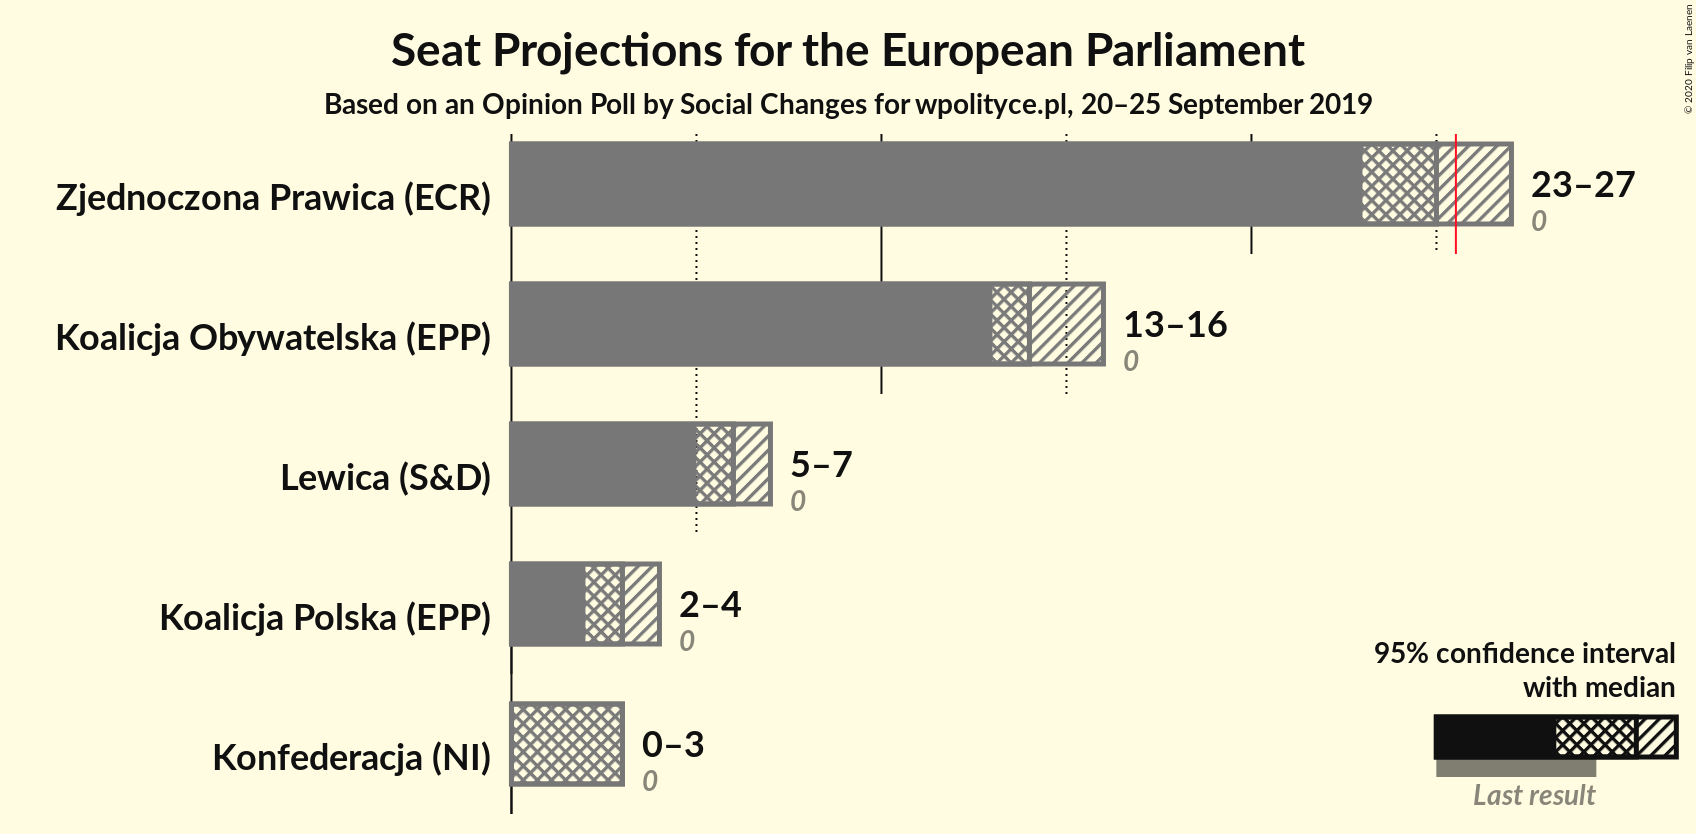 Seat Projections for the European Parliament
Based on an Opinion Poll by Social Changes for wpolityce.pl, 20–25 September 2019
© 2020 Filip van Laenen
Zjednoczona Prawica (ECR)
23–27
0
Koalicja Obywatelska (EPP)
13–16
0
Lewica (S&D)
5–7
0
Koalicja Polska (EPP)
2–4
0
Konfederacja (NI)
0–3
0
95% confidence interval
with median
Last result